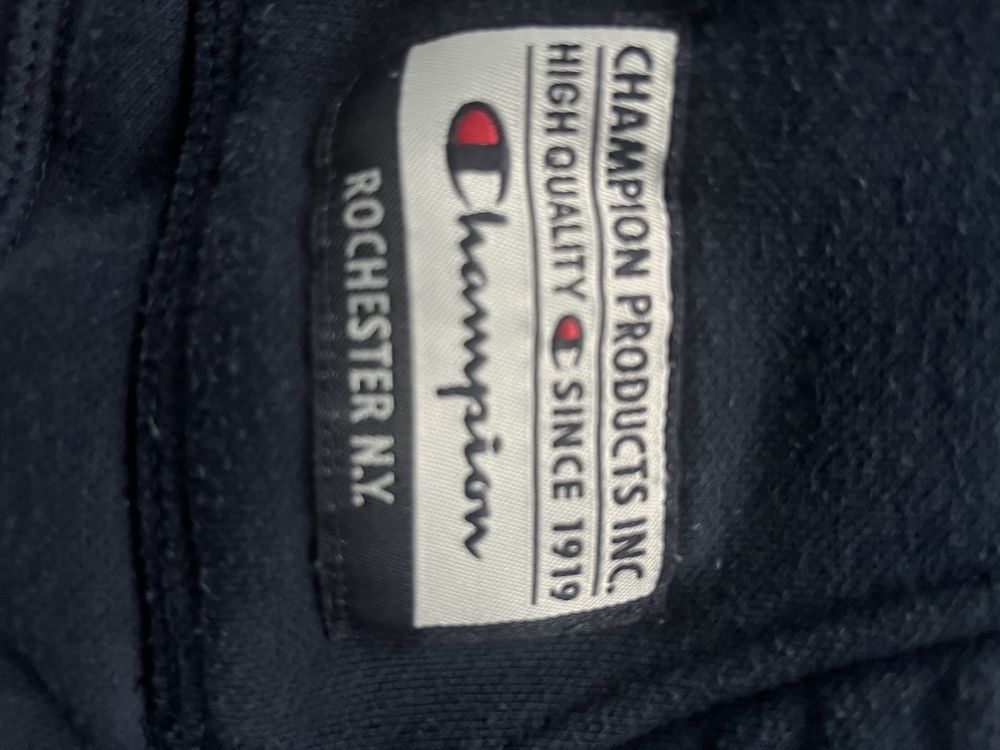 CHAMPION PRODUCTS INC.
HIGH QUALITY C SINCE 1919
Champion
ROCHESTER N.Y.